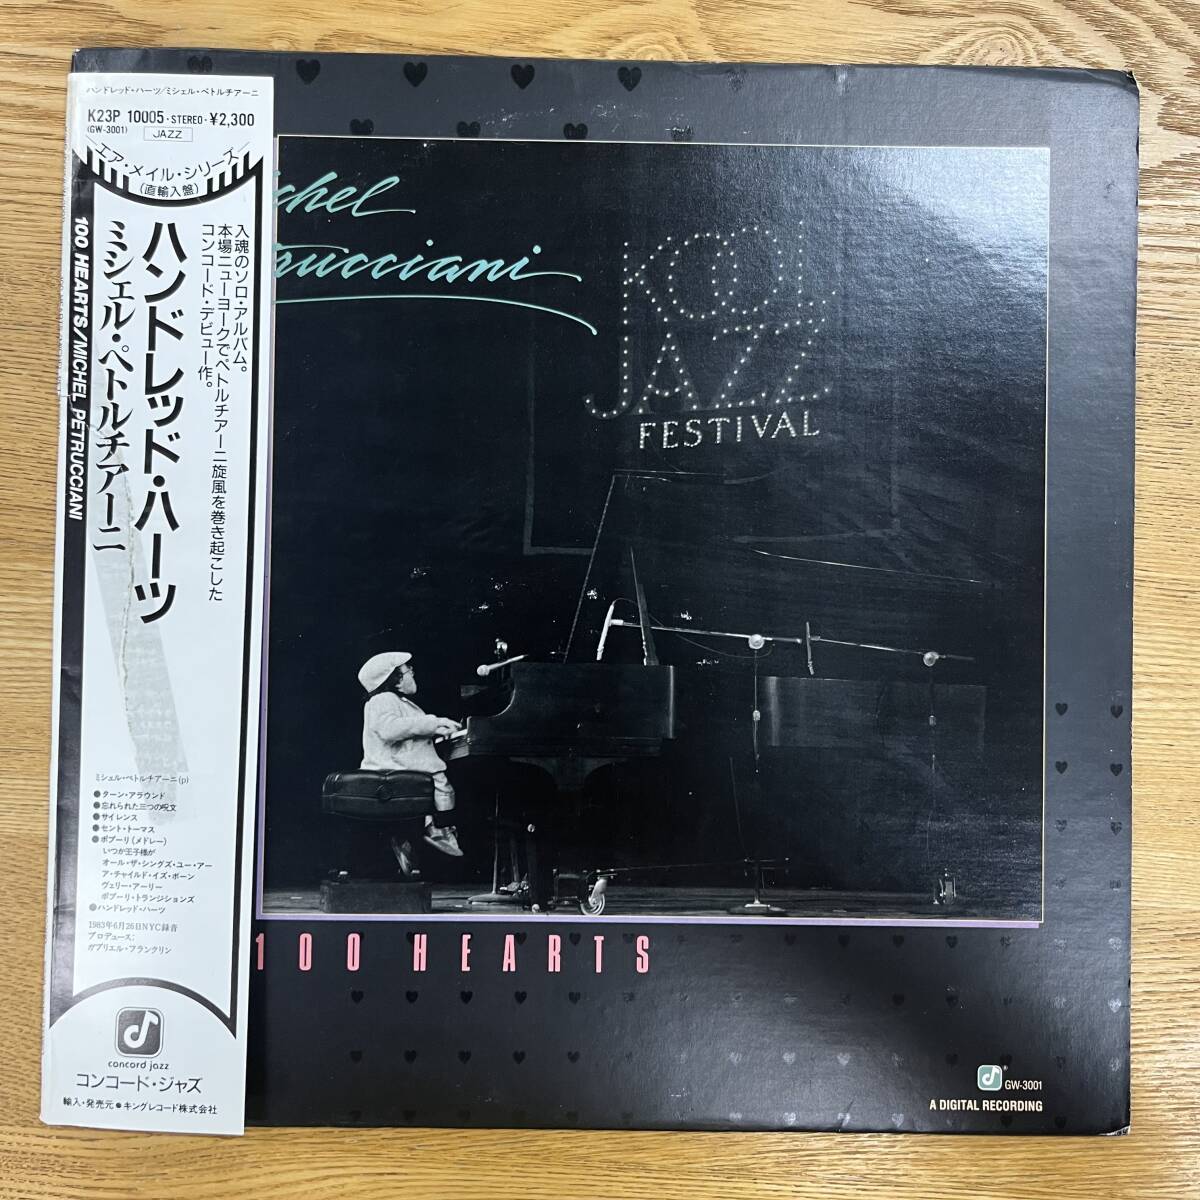 ハンドレッド・ハーツ/ミシェル・ペトルチアーニ
K23P 10005・STEREO・¥2,300
(GW-3001)
JAZZ
エア・メイル・シリーズ
(直輸入盤)
100 HEARTS/MICHEL PETRUCCIANI
ハンドレッド・ハーツ
ミシェル・ペトルチアーニ
入魂のソロ・アルバム。
本場ニューヨークでペトルチアーニ旋風を巻き起こした
コンコード・デビュー作。
ミシェル・ペトルチアーニ(p)
●ターン・アラウンド
●忘れられた三つの呪文
●サイレンス
●セント・トーマス
●ポプーリ(メドレー)
いつか王子様が
オール・ザ・シングズ・ユー・アー
ア・チャイルド・イズ・ボーン
ヴェリー・アーリー
ポプーリ・トランジションズ
●ハンドレッド・ハーツ
1983年6月26日NYC録音
プロデュース:
ガブリエル・フランクリン
concord jazz
コンコード・ジャズ
輸入・発売元●キングレコード株式会社
ichel
rucciani
KOOL
JAZZ
FESTIVAL
100 HEARTS
GW-3001
A DIGITAL RECORDING